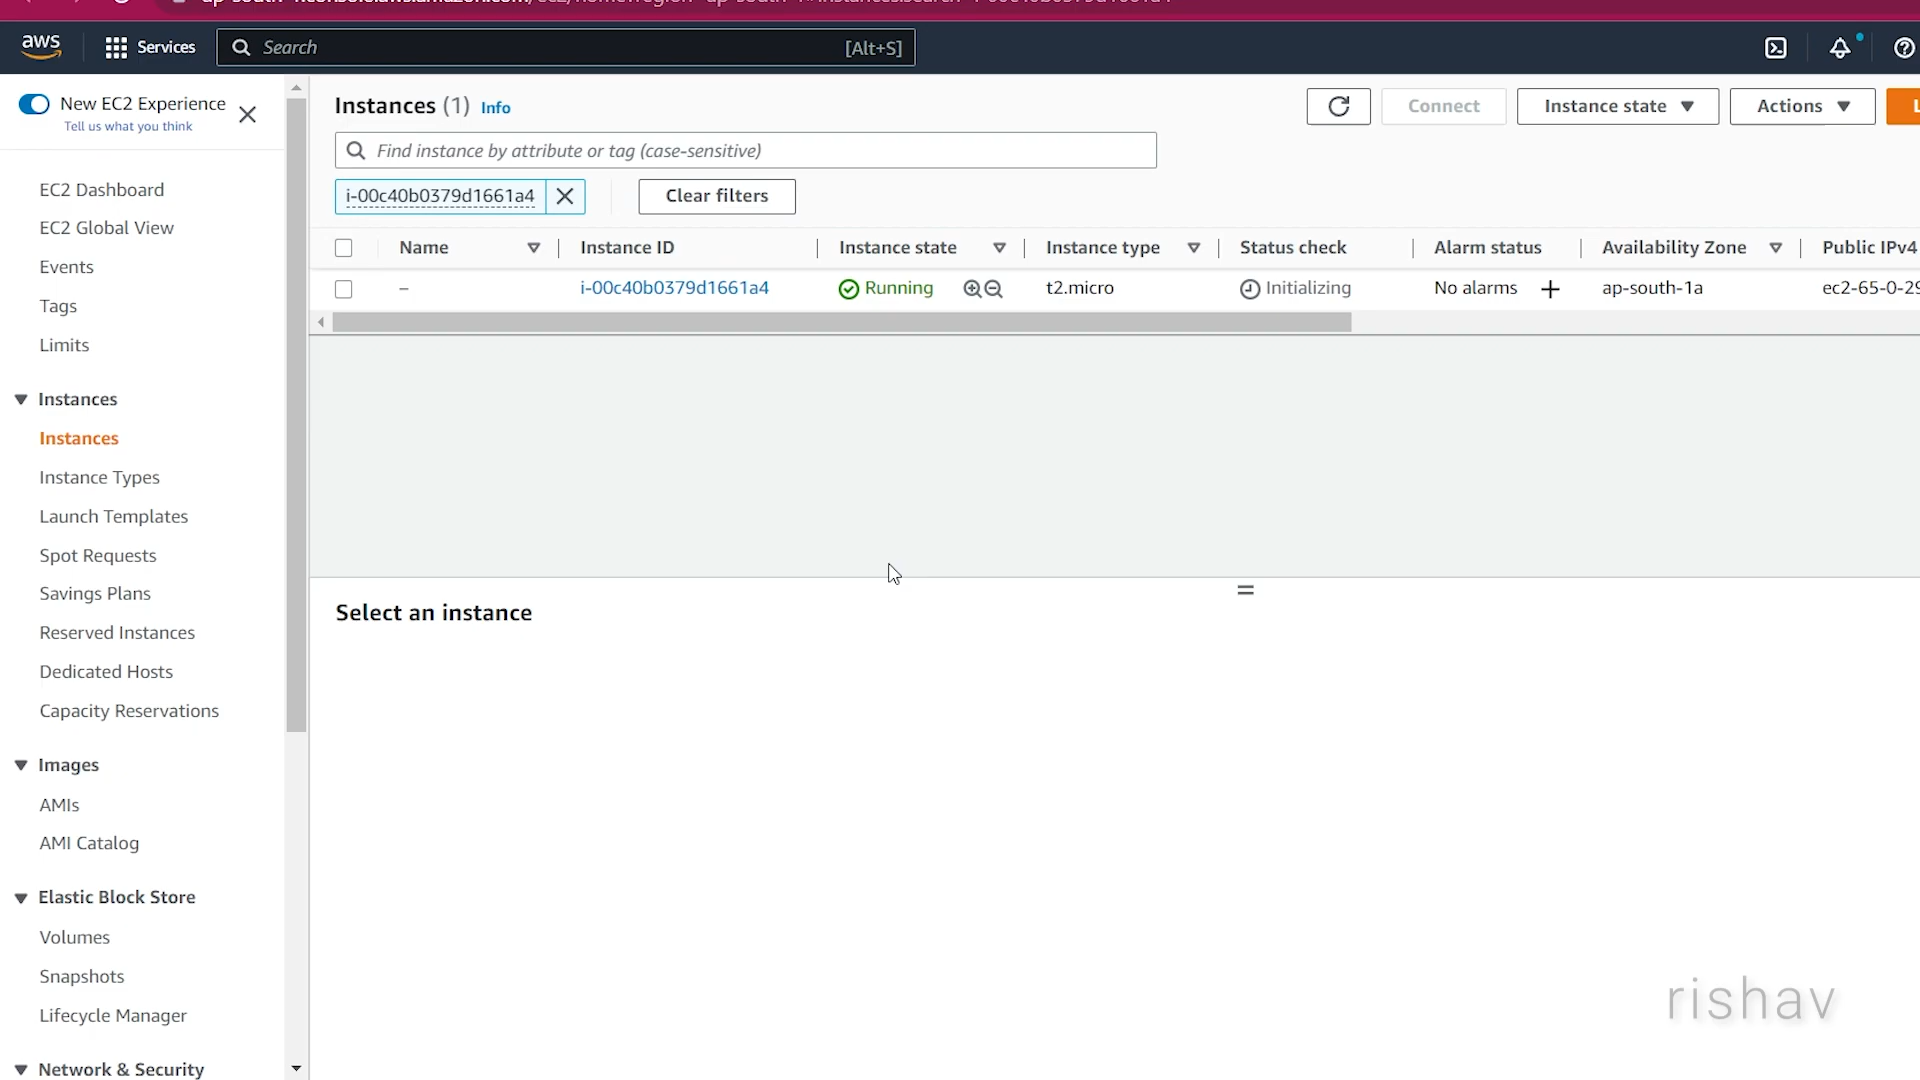 aws
Services
Search
[Alt+S]
New EC2 Experience
Tell us what you think
EC2 Dashboard
EC2 Global View
Events
Tags
Limits
Instances
Instances
Instance Types
Launch Templates
Spot Requests
Savings Plans
Reserved Instances
Dedicated Hosts
Capacity Reservations
Images
AMIs
AMI Catalog
Elastic Block Store
Volumes
Snapshots
Lifecycle Manager
Network & Security
Instances (1) Info
Connect
Instance state
Actions
Find instance by attribute or tag (case-sensitive)
i-00c40b0379d1661a4
Clear filters
Name Instance ID Instance state Instance type Status check Alarm status Availability Zone Public IPv4
– i-00c40b0379d1661a4 Running t2.micro Initializing No alarms + ap-south-1a ec2-65-0-29
Select an instance
rishav